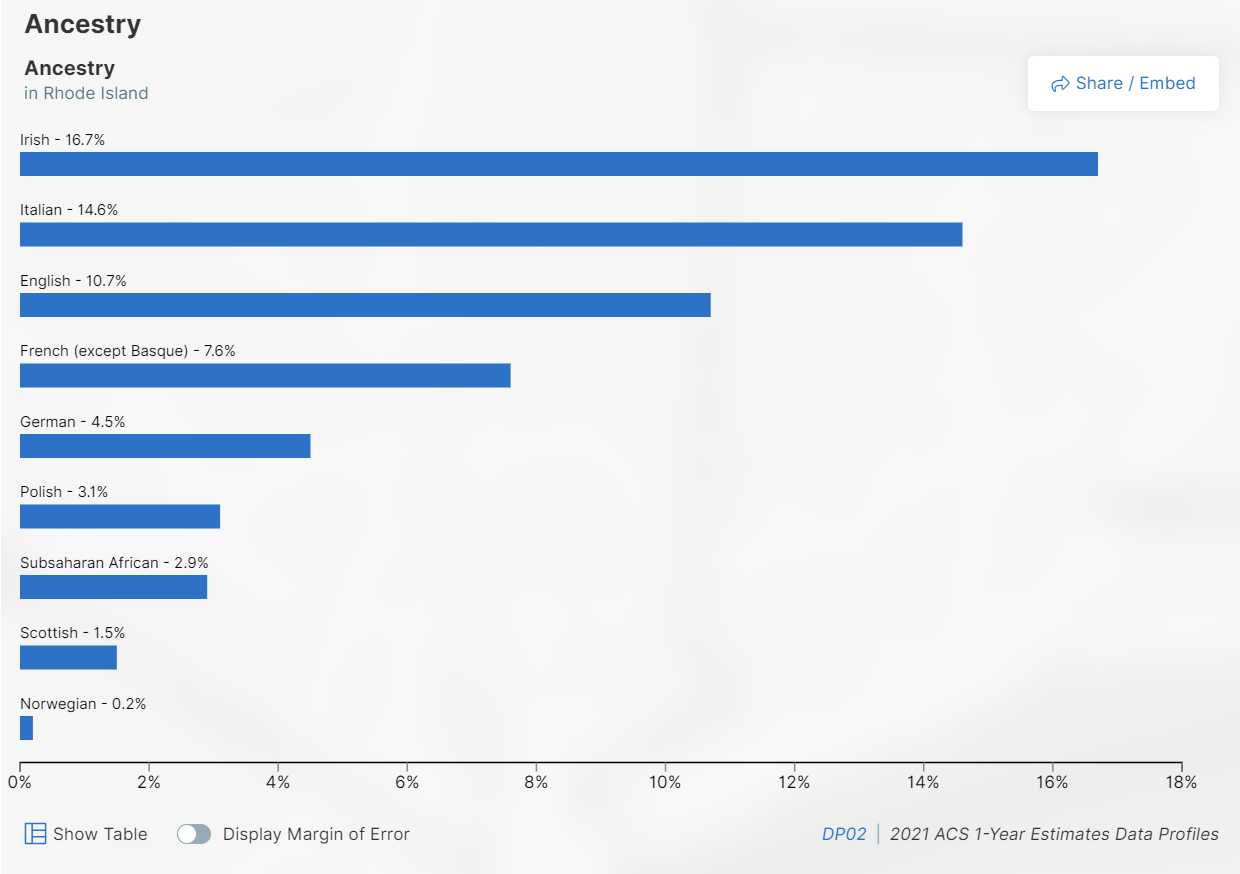 Ancestry
Ancestry
in Rhode Island
Share / Embed
Irish - 16.7%
Italian - 14.6%
English - 10.7%
French (except Basque) - 7.6%
German - 4.5%
Polish - 3.1%
Subsaharan African - 2.9%
Scottish - 1.5%
Norwegian - 0.2%
0% 2% 4% 6% 8% 10% 12% 14% 16% 18%
Show Table Display Margin of Error DP02 | 2021 ACS 1-Year Estimates Data Profiles